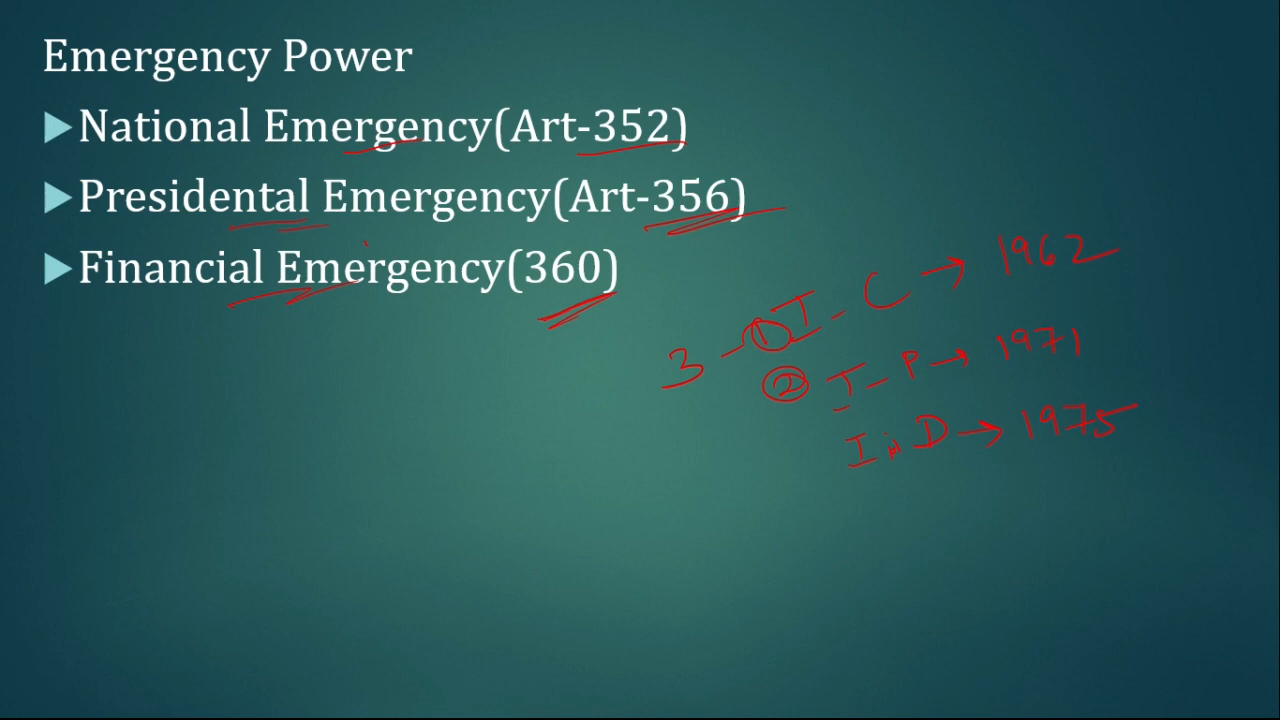 Emergency Power
▶National Emergency(Art-352)
▶Presidental Emergency(Art-356)
▶Financial Emergency(360)
3 - ① I - C → 1962
② I - P → 1971
I. D → 1975